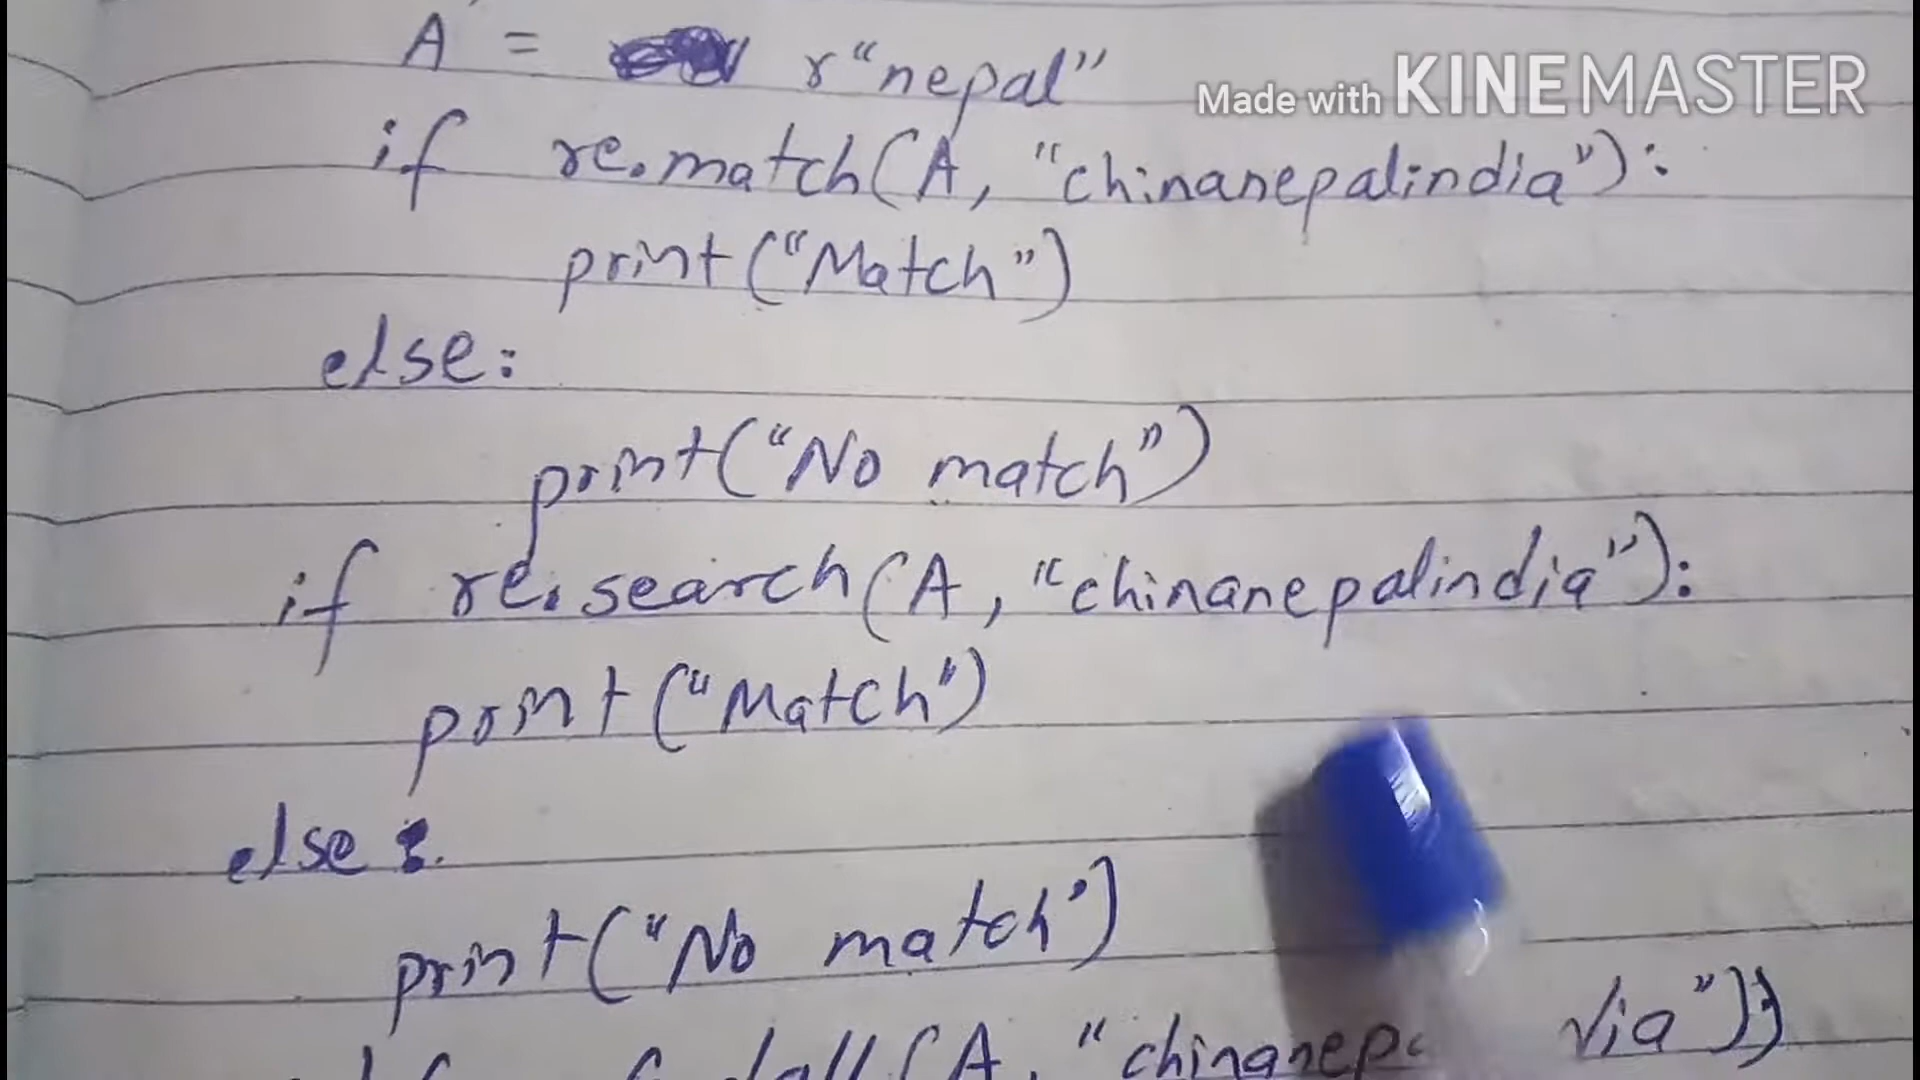 A = r"nepal"
Made with KINEMASTER
if re.match(A, "chinanepalindia"):
print("Match")
else:
print("No match")
if re.search(A, "chinanepalindia"):
print("Match")
else:
print("No match")
(A, "chinanep